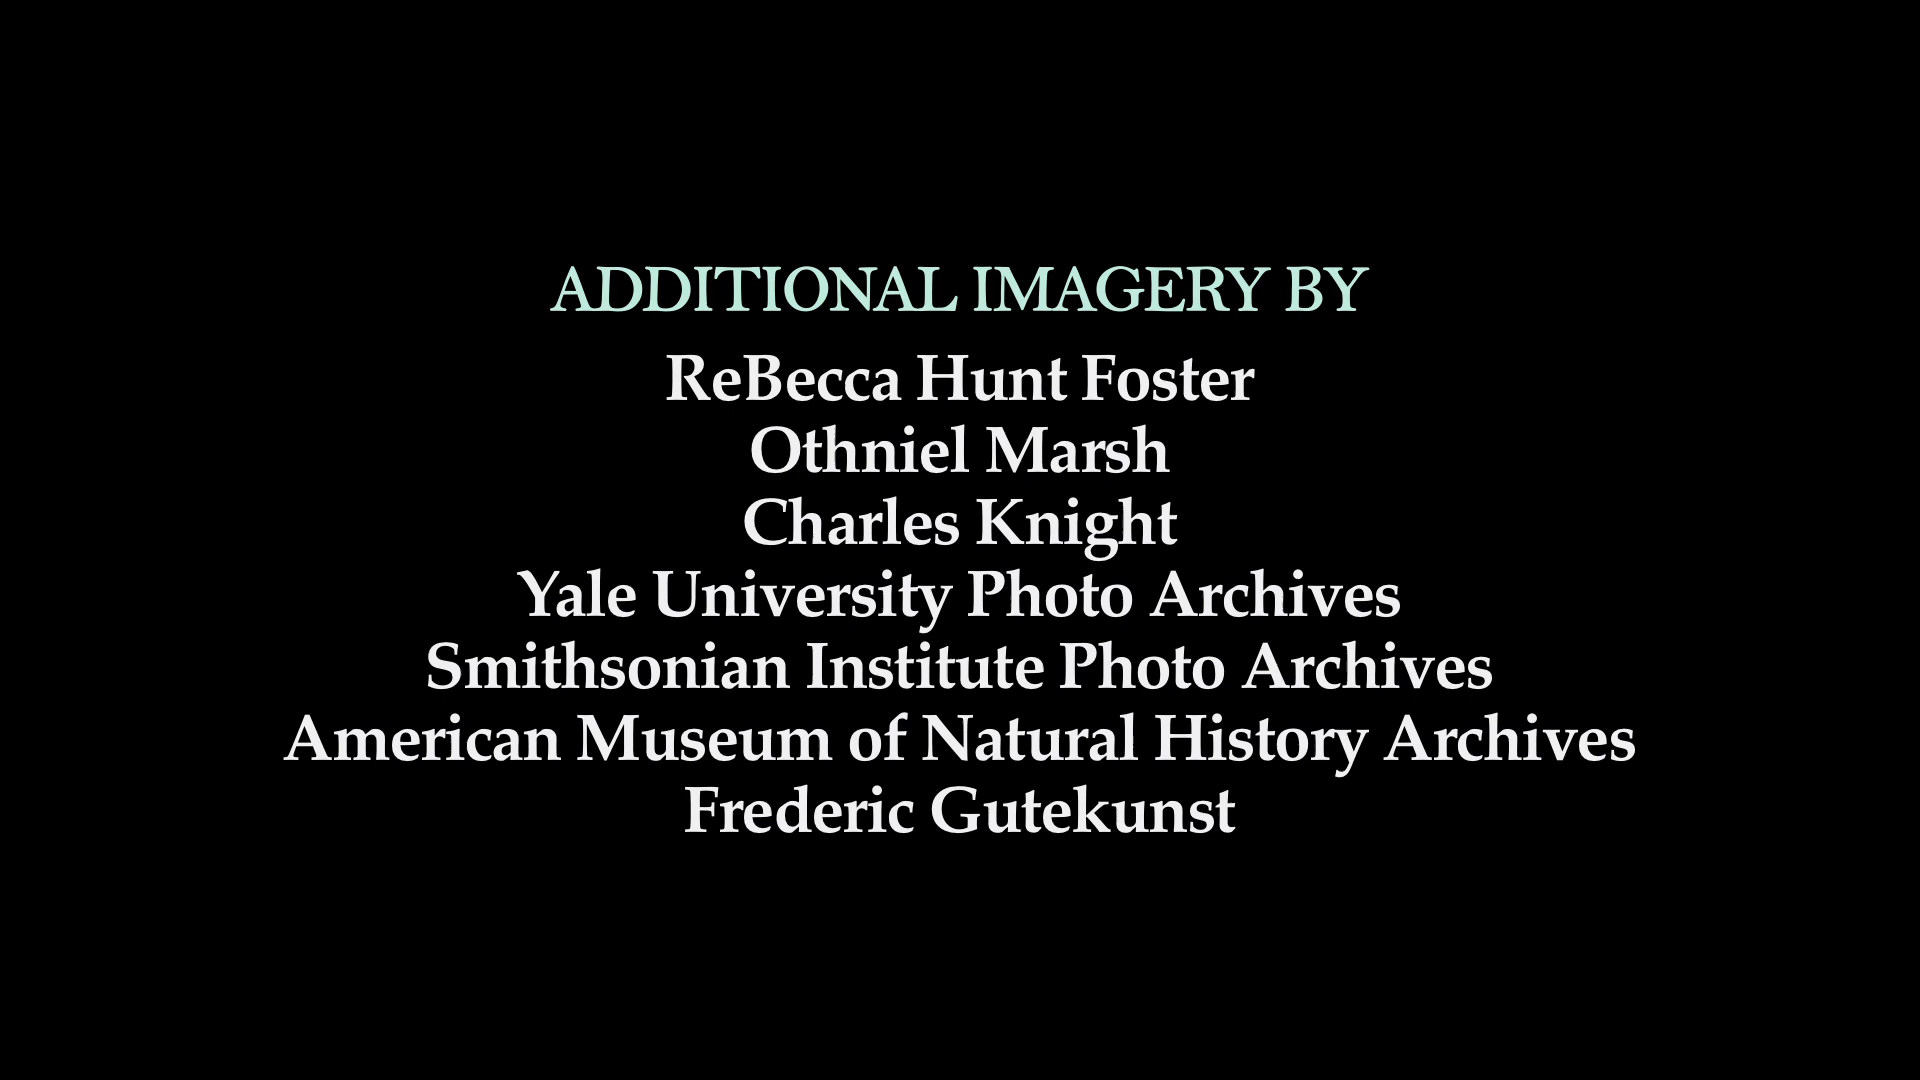 ADDITIONAL IMAGERY BY
ReBecca Hunt Foster
Othniel Marsh
Charles Knight
Yale University Photo Archives
Smithsonian Institute Photo Archives
American Museum of Natural History Archives
Frederic Gutekunst